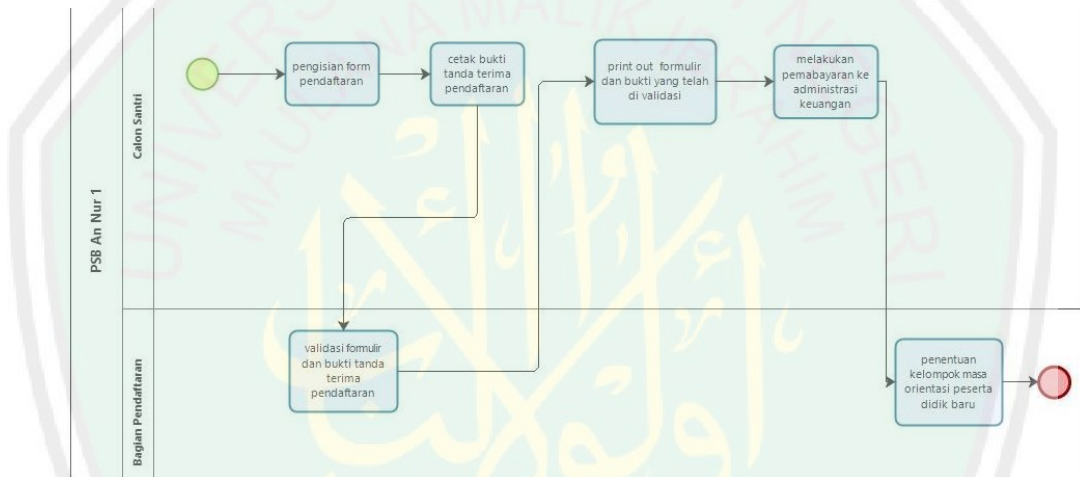 PSB An Nur 1
Calon Santri
pengisian form
pendaftaran
cetak bukti
tanda terima
pendaftaran
print out formulir
dan bukti yang telah
di validasi
melakukan
pemabayaran ke
administrasi
keuangan
Bagian Pendaftaran
validasi formulir
dan bukti tanda
terima
pendaftaran
penentuan
kelompok masa
orientasi peserta
didik baru